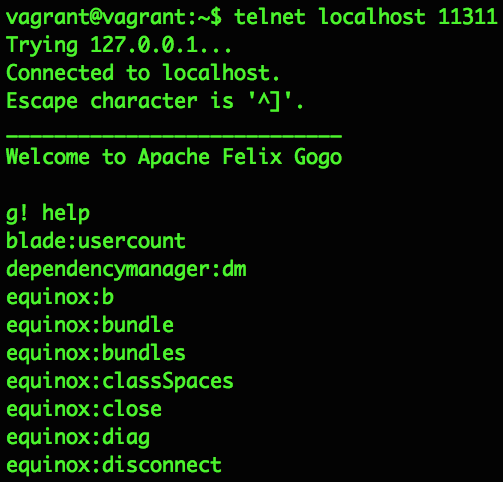 vagrant@vagrant:~$ telnet localhost 11311
Trying 127.0.0.1...
Connected to localhost.
Escape character is '^]'.
____________________________
Welcome to Apache Felix Gogo
g! help
blade:usercount
dependencymanager:dm
equinox:b
equinox:bundle
equinox:bundles
equinox:classSpaces
equinox:close
equinox:diag
equinox:disconnect